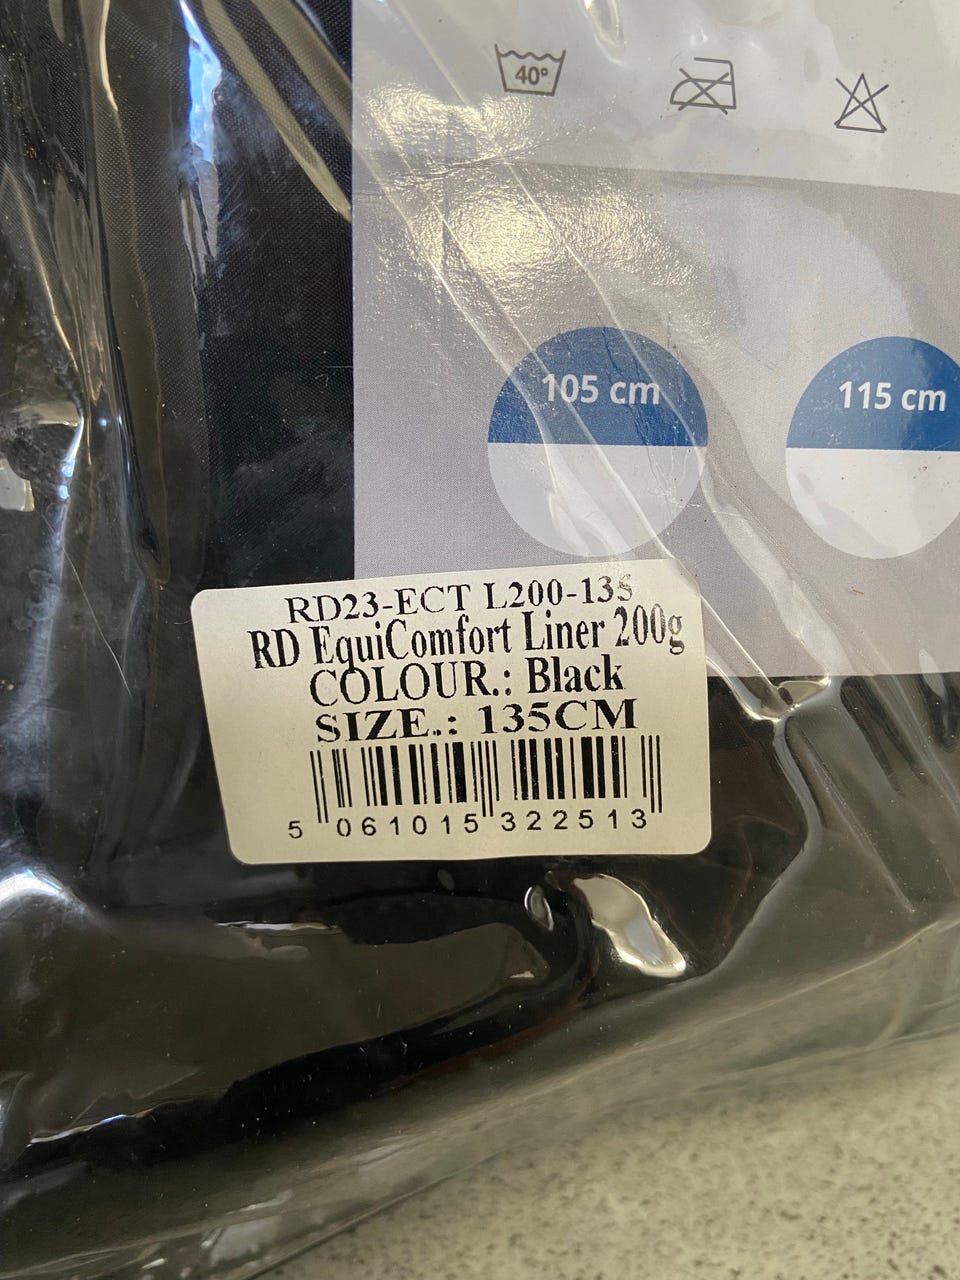 40°
105 cm
115 cm
RD23-ECT L200-135
RD EquiComfort Liner 200g
COLOUR.: Black
SIZE.: 135CM
5 061015 322513